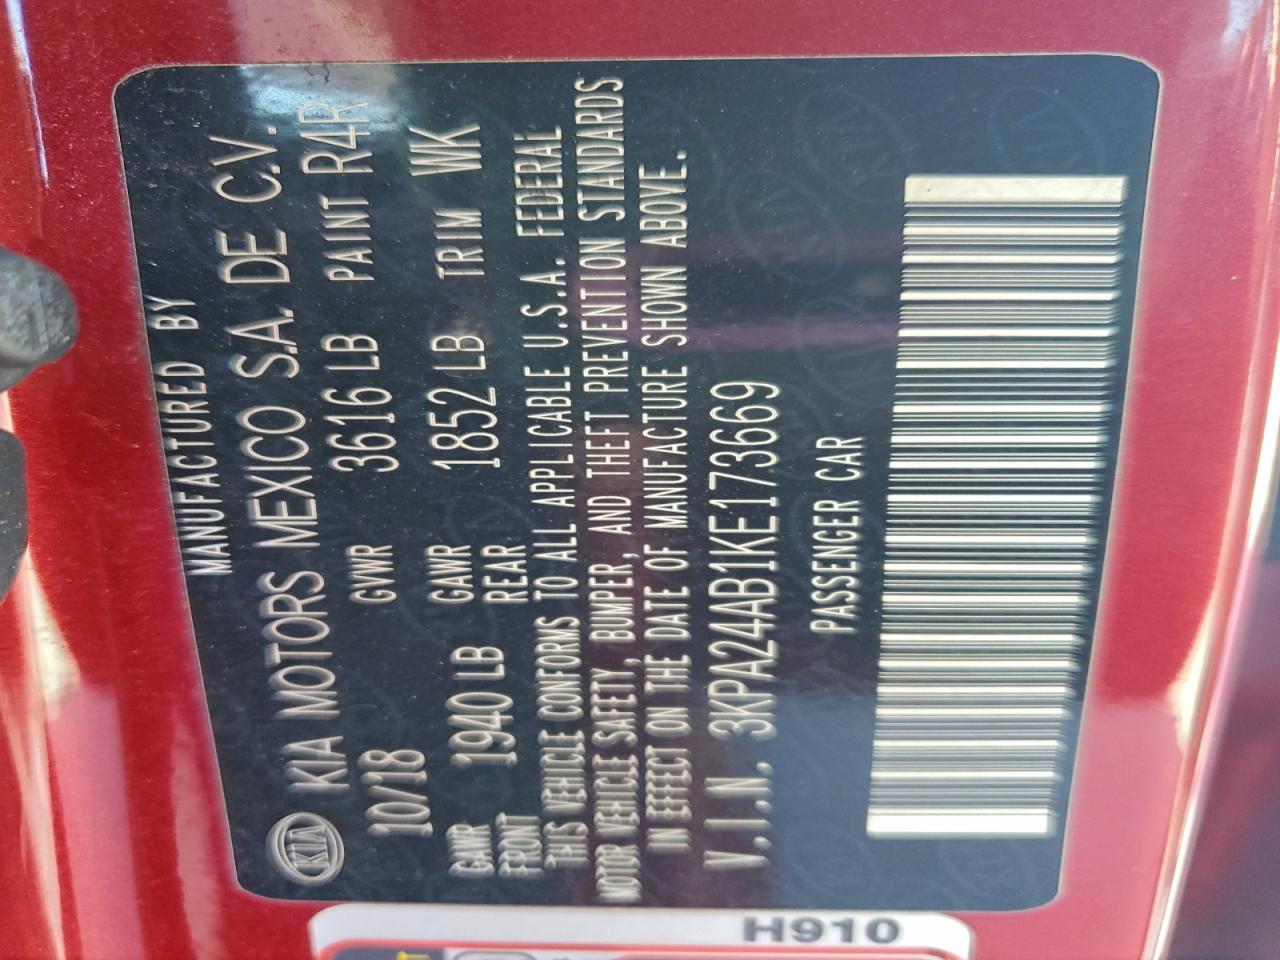 MANUFACTURED BY
KIA KIA MOTORS MEXICO S.A. DE C.V.
10/18 GVWR 3616 LB PAINT R4R
GAWR FRONT 1940 LB GAWR REAR 1852 LB TRIM WK
THIS VEHICLE CONFORMS TO ALL APPLICABLE U.S.A. FEDERAL
MOTOR VEHICLE SAFETY, BUMPER, AND THEFT PREVENTION STANDARDS
IN EFFECT ON THE DATE OF MANUFACTURE SHOWN ABOVE.
V.I.N. 3KPA24AB1KE173669
PASSENGER CAR
H910